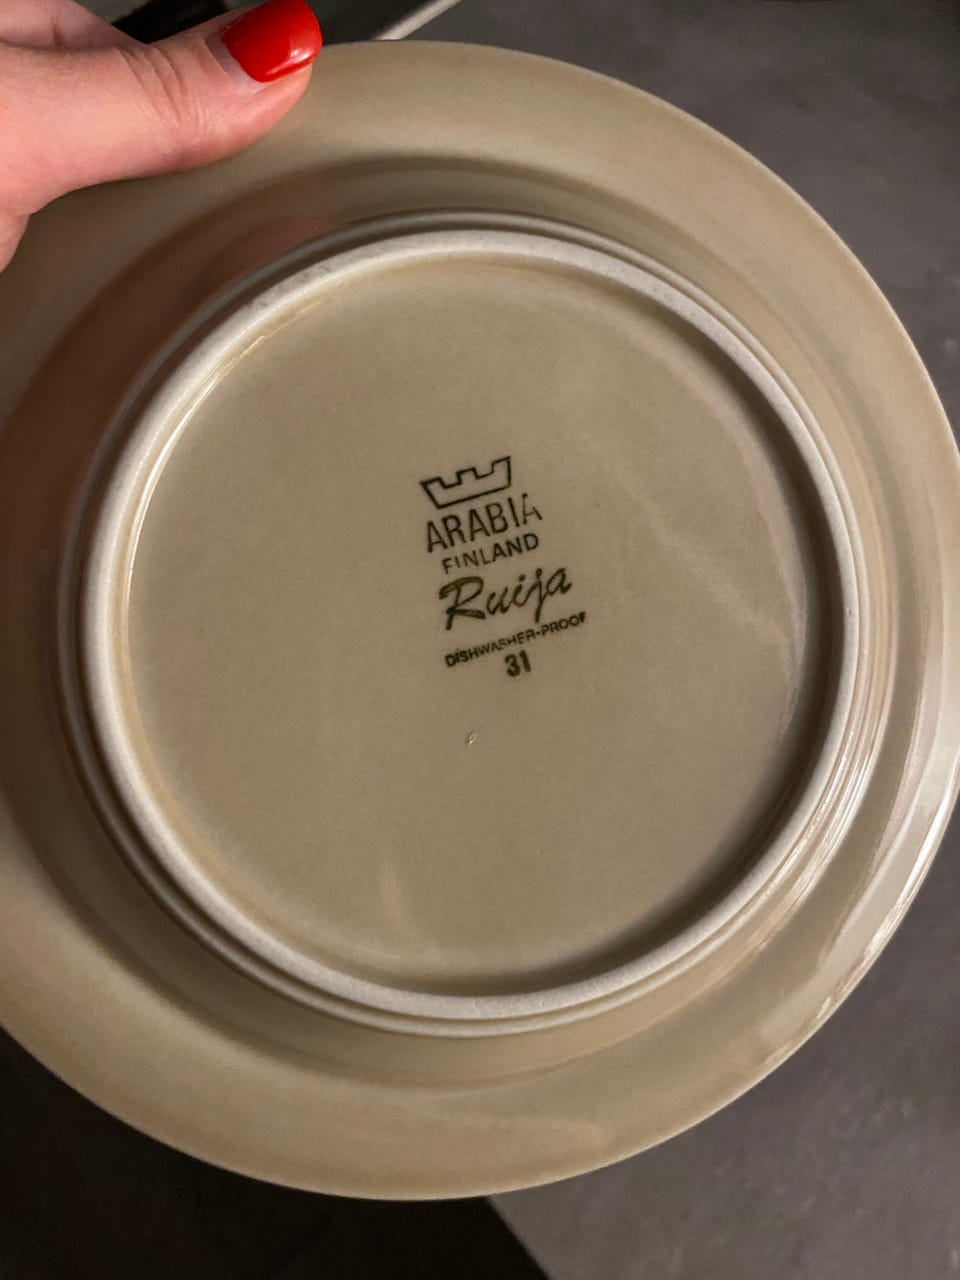 ARABIA
FINLAND
Ruija
DISHWASHER-PROOF
31